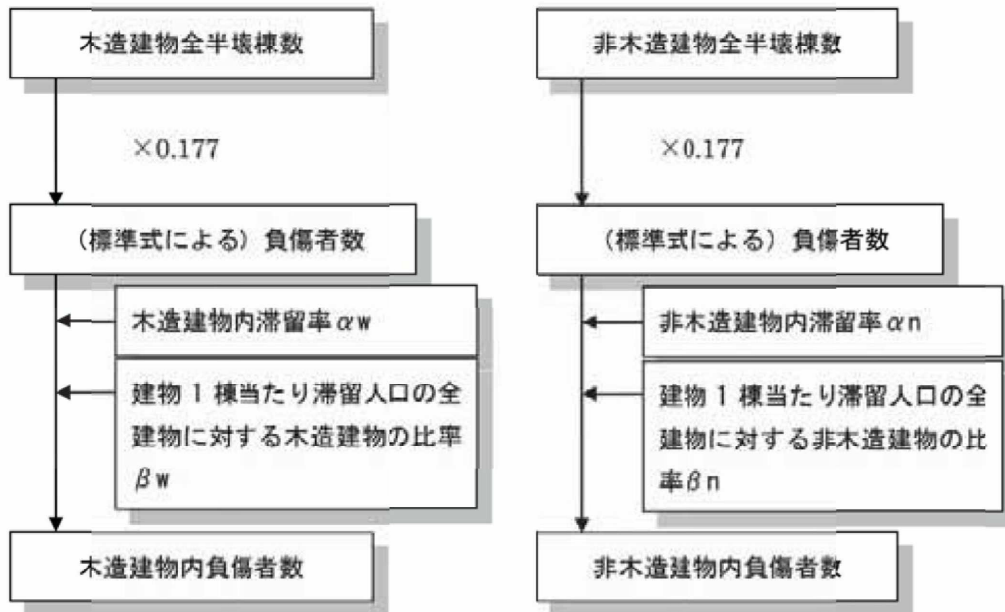 木造建物全半壊棟数
×0.177
(標準式による) 負傷者数
木造建物内滞留率αw
建物1棟当たり滞留人口の全
建物に対する木造建物の比率
βw
木造建物内負傷者数
非木造建物全半壊棟数
×0.177
(標準式による) 負傷者数
非木造建物内滞留率αn
建物1棟当たり滞留人口の全
建物に対する非木造建物の比
率βn
非木造建物内負傷者数